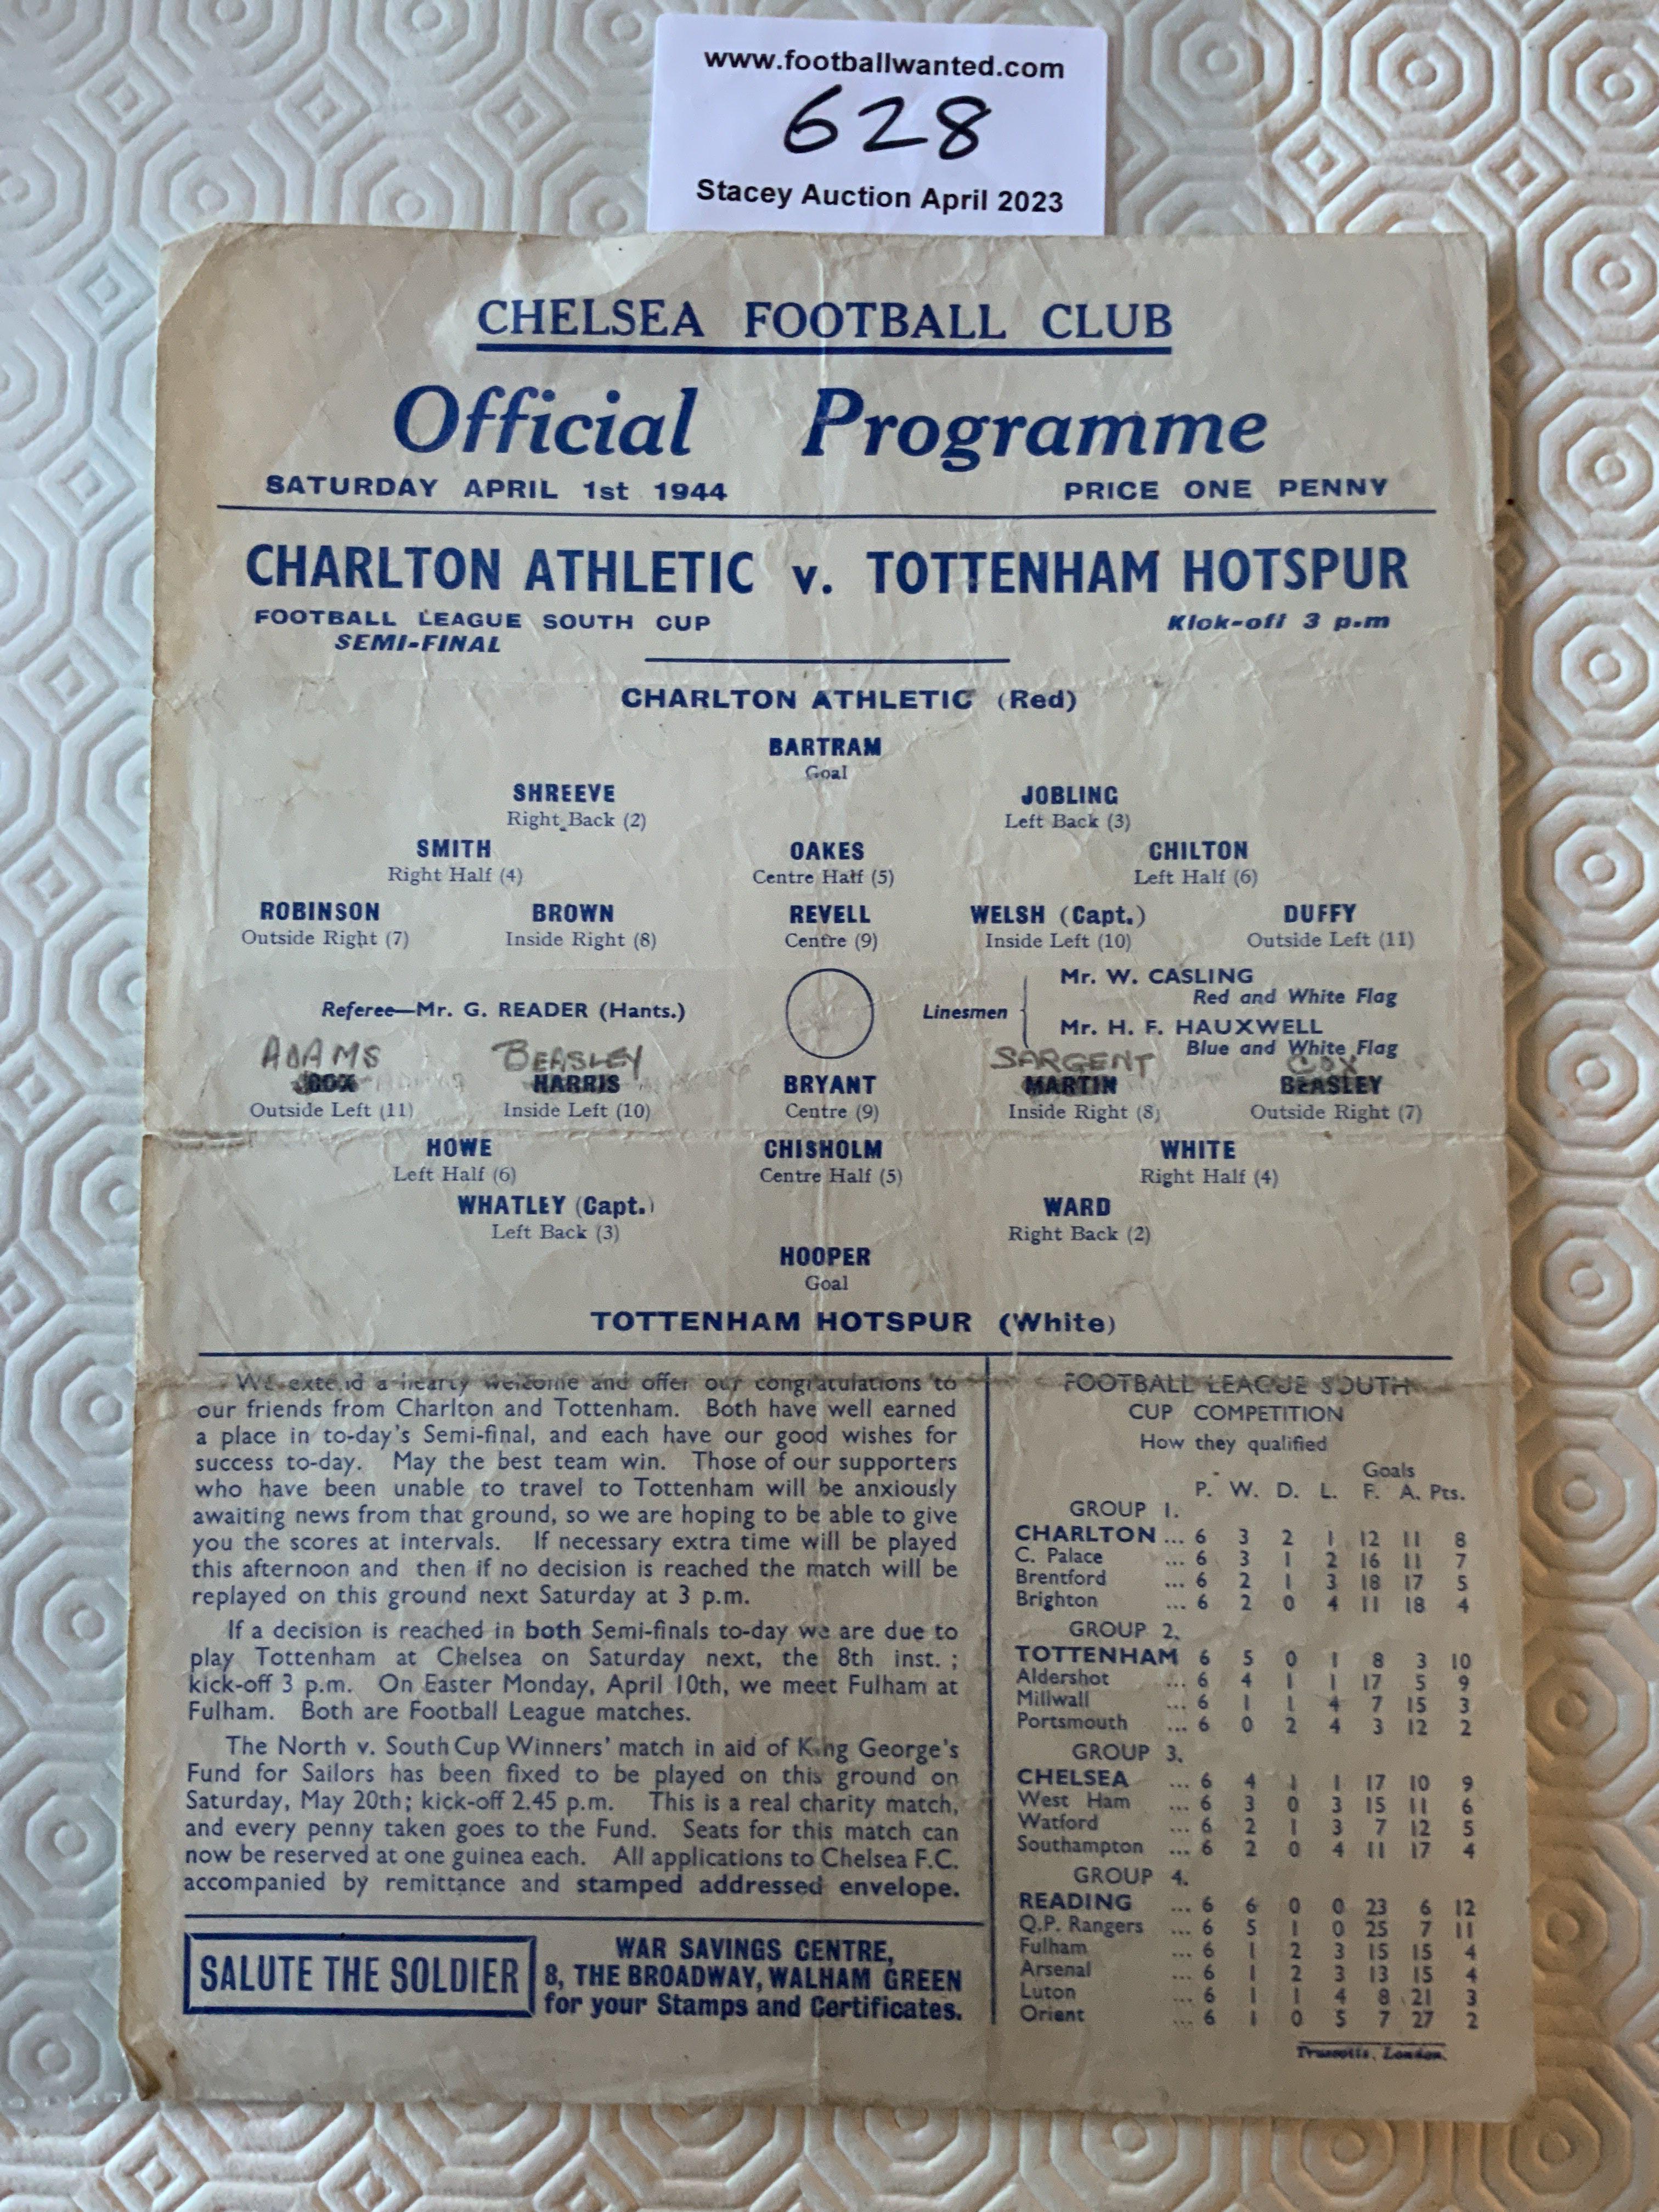 www.footballwanted.com
628
Stacey Auction April 2023
CHELSEA FOOTBALL CLUB
Official Programme
SATURDAY APRIL 1st 1944 PRICE ONE PENNY
CHARLTON ATHLETIC v. TOTTENHAM HOTSPUR
FOOTBALL LEAGUE SOUTH CUP Kick-off 3 p.m
SEMI-FINAL
CHARLTON ATHLETIC (Red)
BARTRAM
Goal
SHREEVE JOBLING
Right Back (2) Left Back (3)
SMITH OAKES CHILTON
Right Half (4) Centre Half (5) Left Half (6)
ROBINSON BROWN REVELL WELSH (Capt.) DUFFY
Outside Right (7) Inside Right (8) Centre (9) Inside Left (10) Outside Left (11)
Referee—Mr. G. READER (Hants.) Linesmen
Mr. W. CASLING
Red and White Flag
Mr. H. F. HAUXWELL
Blue and White Flag
ADAMS BEASLEY SARGENT COX
COX HARRIS BRYANT MARTIN BEASLEY
Outside Left (11) Inside Left (10) Centre (9) Inside Right (8) Outside Right (7)
HOWE CHISHOLM WHITE
Left Half (6) Centre Half (5) Right Half (4)
WHATLEY (Capt.) WARD
Left Back (3) Right Back (2)
HOOPER
Goal
TOTTENHAM HOTSPUR (White)
We extend a hearty welcome and offer our congratulations to
our friends from Charlton and Tottenham. Both have well earned
a place in to-day's Semi-final, and each have our good wishes for
success to-day. May the best team win. Those of our supporters
who have been unable to travel to Tottenham will be anxiously
awaiting news from that ground, so we are hoping to be able to give
you the scores at intervals. If necessary extra time will be played
this afternoon and then if no decision is reached the match will be
replayed on this ground next Saturday at 3 p.m.
If a decision is reached in both Semi-finals to-day we are due to
play Tottenham at Chelsea on Saturday next, the 8th inst. ;
kick-off 3 p.m. On Easter Monday, April 10th, we meet Fulham at
Fulham. Both are Football League matches.
The North v. South Cup Winners' match in aid of King George's
Fund for Sailors has been fixed to be played on this ground on
Saturday, May 20th; kick-off 2.45 p.m. This is a real charity match,
and every penny taken goes to the Fund. Seats for this match can
now be reserved at one guinea each. All applications to Chelsea F.C.
accompanied by remittance and stamped addressed envelope.
SALUTE THE SOLDIER
WAR SAVINGS CENTRE,
8, THE BROADWAY, WALHAM GREEN
for your Stamps and Certificates.
FOOTBALL LEAGUE SOUTH
CUP COMPETITION
How they qualified
Goals
P. W. D. L. F. A. Pts.
GROUP 1.
CHARLTON ... 6 3 2 1 12 11 8
C. Palace ... 6 3 1 2 16 11 7
Brentford ... 6 2 1 3 18 17 5
Brighton ... 6 2 0 4 11 18 4
GROUP 2.
TOTTENHAM 6 5 0 1 8 3 10
Aldershot ... 6 4 1 1 17 5 9
Millwall ... 6 1 1 4 7 15 3
Portsmouth ... 6 0 2 4 3 12 2
GROUP 3.
CHELSEA ... 6 4 1 1 17 10 9
West Ham ... 6 3 0 3 15 11 6
Watford ... 6 2 1 3 7 12 5
Southampton ... 6 2 0 4 11 17 4
GROUP 4.
READING ... 6 6 0 0 23 6 12
Q.P. Rangers ... 6 5 1 0 25 7 11
Fulham ... 6 1 2 3 15 15 4
Arsenal ... 6 1 2 3 13 15 4
Luton ... 6 1 1 4 8 21 3
Orient ... 6 1 0 5 7 27 2
Truscotts, London.